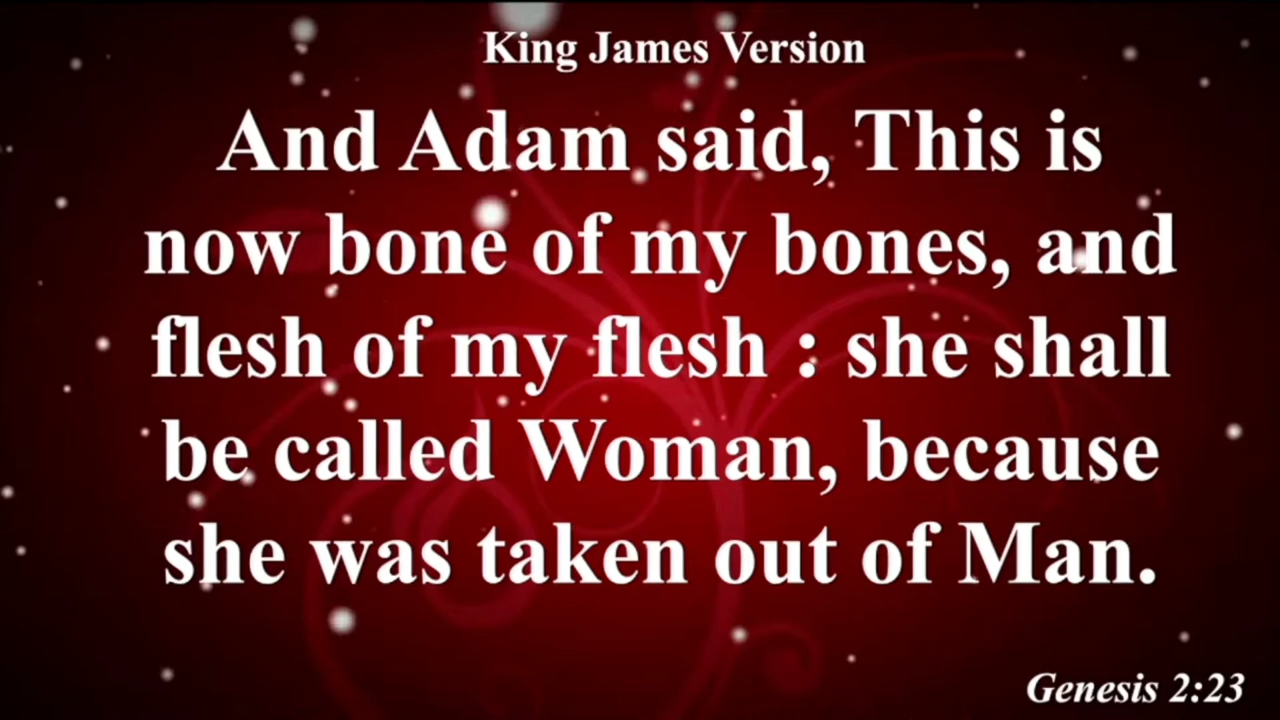 King James Version
And Adam said, This is
now bone of my bones, and
flesh of my flesh : she shall
be called Woman, because
she was taken out of Man.
Genesis 2:23